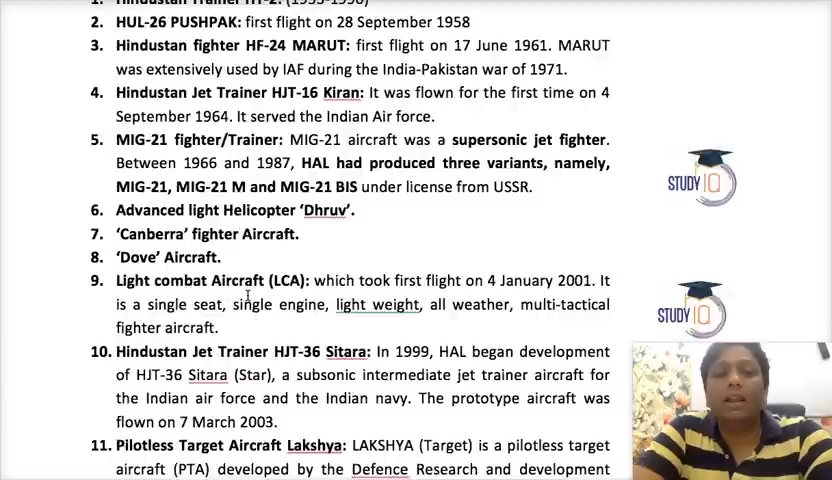 1. Hindustan Trainer HT-2: (1953-1990)
2. HUL-26 PUSHPAK: first flight on 28 September 1958
3. Hindustan fighter HF-24 MARUT: first flight on 17 June 1961. MARUT
was extensively used by IAF during the India-Pakistan war of 1971.
4. Hindustan Jet Trainer HJT-16 Kiran: It was flown for the first time on 4
September 1964. It served the Indian Air force.
5. MIG-21 fighter/Trainer: MIG-21 aircraft was a supersonic jet fighter.
Between 1966 and 1987, HAL had produced three variants, namely,
MIG-21, MIG-21 M and MIG-21 BIS under license from USSR.
6. Advanced light Helicopter ‘Dhruv’.
7. ‘Canberra’ fighter Aircraft.
8. ‘Dove’ Aircraft.
9. Light combat Aircraft (LCA): which took first flight on 4 January 2001. It
is a single seat, single engine, light weight, all weather, multi-tactical
fighter aircraft.
10. Hindustan Jet Trainer HJT-36 Sitara: In 1999, HAL began development
of HJT-36 Sitara (Star), a subsonic intermediate jet trainer aircraft for
the Indian air force and the Indian navy. The prototype aircraft was
flown on 7 March 2003.
11. Pilotless Target Aircraft Lakshya: LAKSHYA (Target) is a pilotless target
aircraft (PTA) developed by the Defence Research and development
STUDY IQ
STUDY IQ